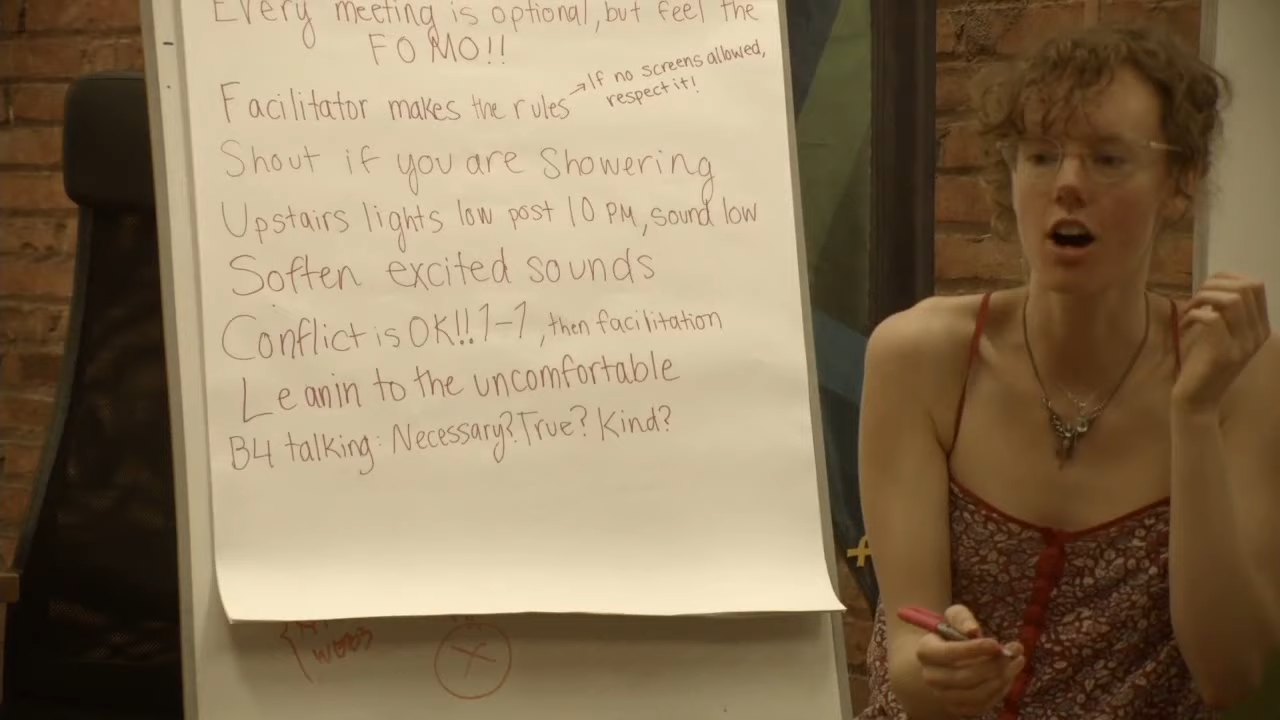 Every meeting is optional, but feel the
FOMO!!
Facilitator makes the rules → If no screens allowed,
respect it!
Shout if you are Showering
Upstairs lights low post 10 PM, sound low
Soften excited sounds
Conflict is OK!! 1-1, then facilitation
Lean in to the uncomfortable
B4 talking: Necessary? True? Kind?